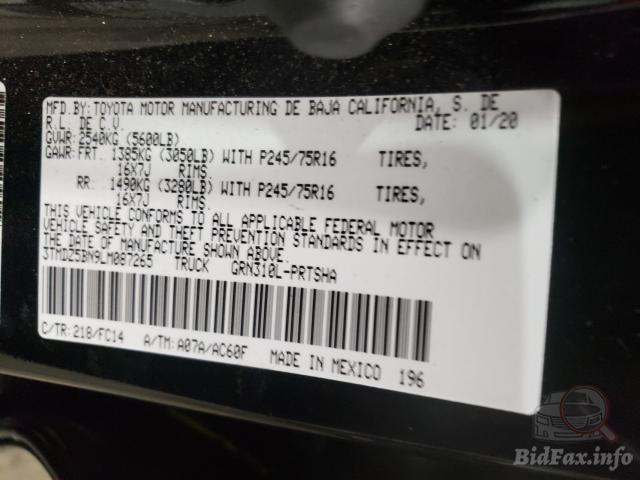 MFD.BY: TOYOTA MOTOR MANUFACTURING DE BAJA CALIFORNIA, S. DE
R.L. DE C.V. DATE: 01/20
GVWR: 2540KG (5600LB)
GAWR: FRT. 1385KG (3050LB) WITH P245/75R16 TIRES,
16X7J RIMS,
RR. 1490KG (3280LB) WITH P245/75R16 TIRES,
16X7J RIMS.
THIS VEHICLE CONFORMS TO ALL APPLICABLE FEDERAL MOTOR
VEHICLE SAFETY AND THEFT PREVENTION STANDARDS IN EFFECT ON
THE DATE OF MANUFACTURE SHOWN ABOVE.
3TMDZ5BN9LM087265 TRUCK GRN310L-PRTSHA
C/TR: 218/FC14 A/TM: A07A/AC60F MADE IN MEXICO 196
BidFax.info